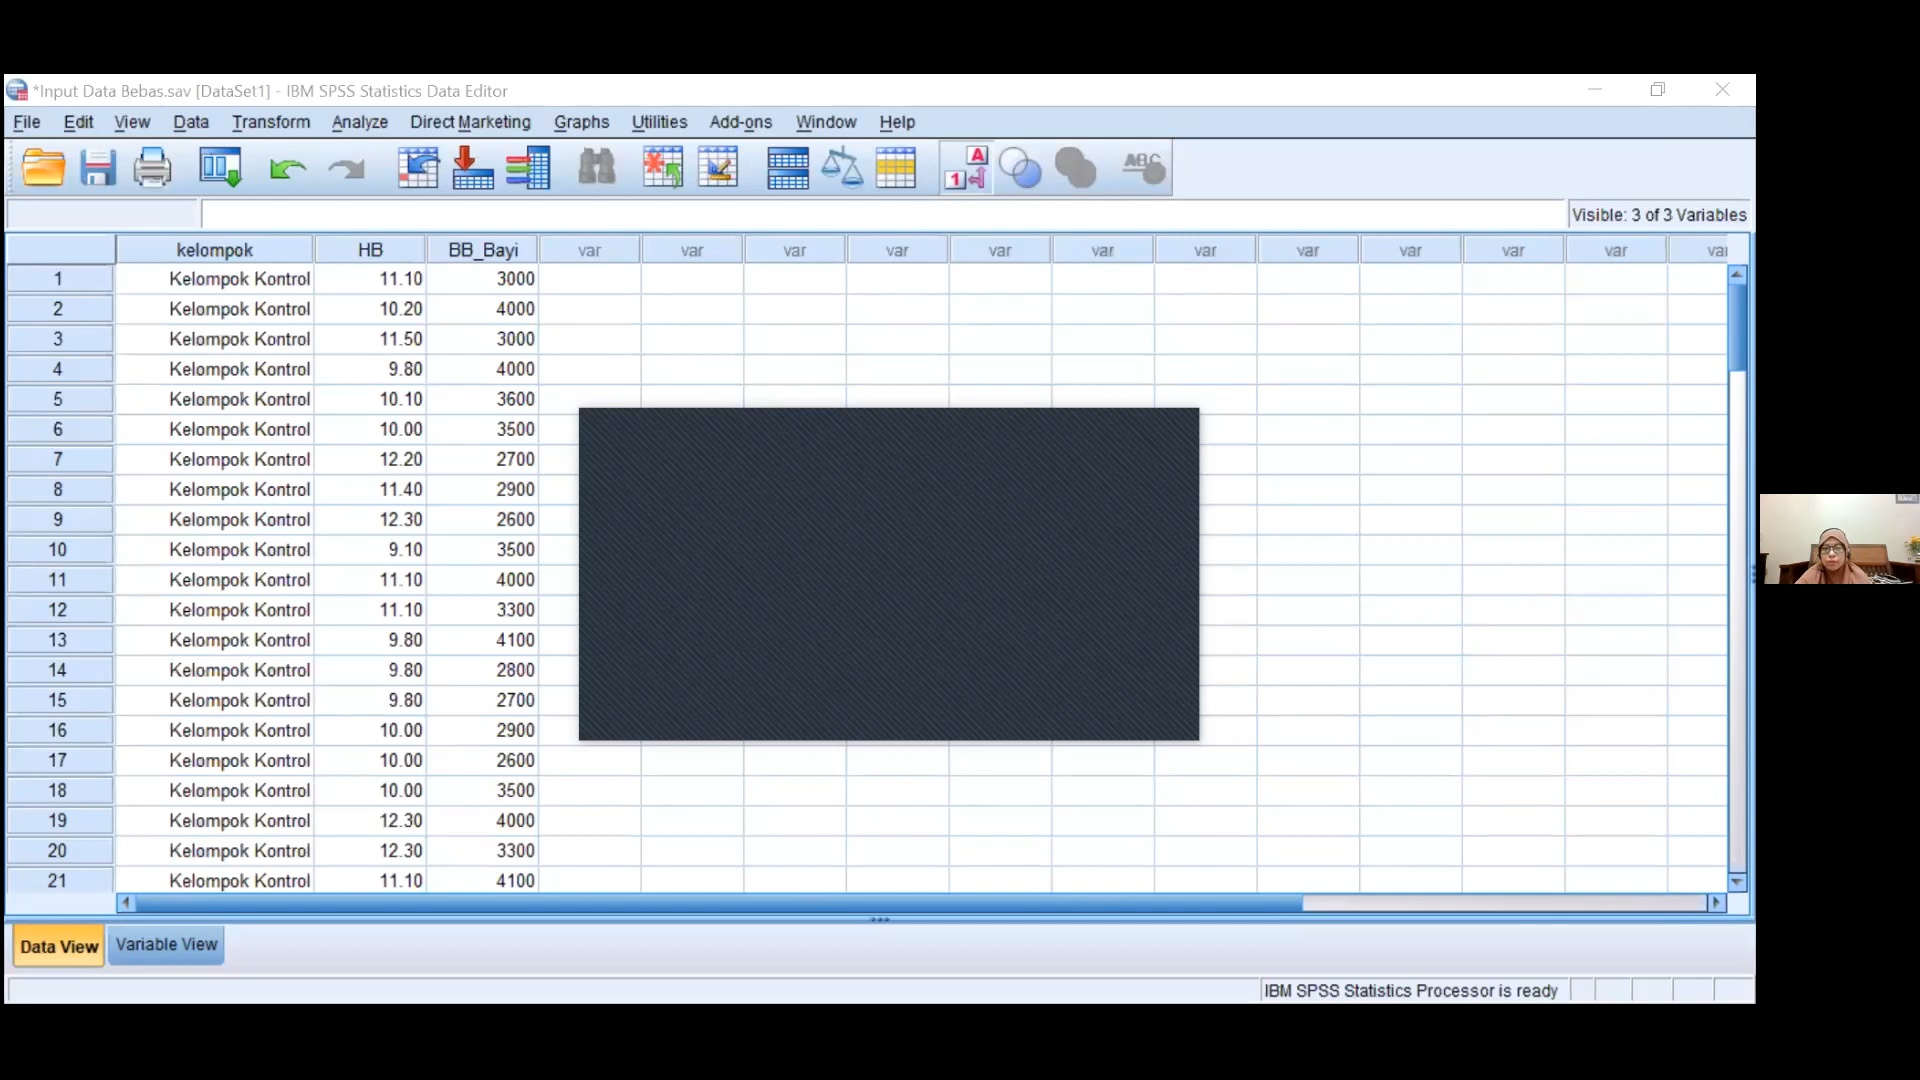 *Input Data Bebas.sav [DataSet1] - IBM SPSS Statistics Data Editor
File Edit View Data Transform Analyze Direct Marketing Graphs Utilities Add-ons Window Help
A
1
ABC
Visible: 3 of 3 Variables
kelompok HB BB_Bayi var var var var var var var var var var var va
1 Kelompok Kontrol 11.10 3000
2 Kelompok Kontrol 10.20 4000
3 Kelompok Kontrol 11.50 3000
4 Kelompok Kontrol 9.80 4000
5 Kelompok Kontrol 10.10 3600
6 Kelompok Kontrol 10.00 3500
7 Kelompok Kontrol 12.20 2700
8 Kelompok Kontrol 11.40 2900
9 Kelompok Kontrol 12.30 2600
10 Kelompok Kontrol 9.10 3500
11 Kelompok Kontrol 11.10 4000
12 Kelompok Kontrol 11.10 3300
13 Kelompok Kontrol 9.80 4100
14 Kelompok Kontrol 9.80 2800
15 Kelompok Kontrol 9.80 2700
16 Kelompok Kontrol 10.00 2900
17 Kelompok Kontrol 10.00 2600
18 Kelompok Kontrol 10.00 3500
19 Kelompok Kontrol 12.30 4000
20 Kelompok Kontrol 12.30 3300
21 Kelompok Kontrol 11.10 4100
Data View Variable View
IBM SPSS Statistics Processor is ready